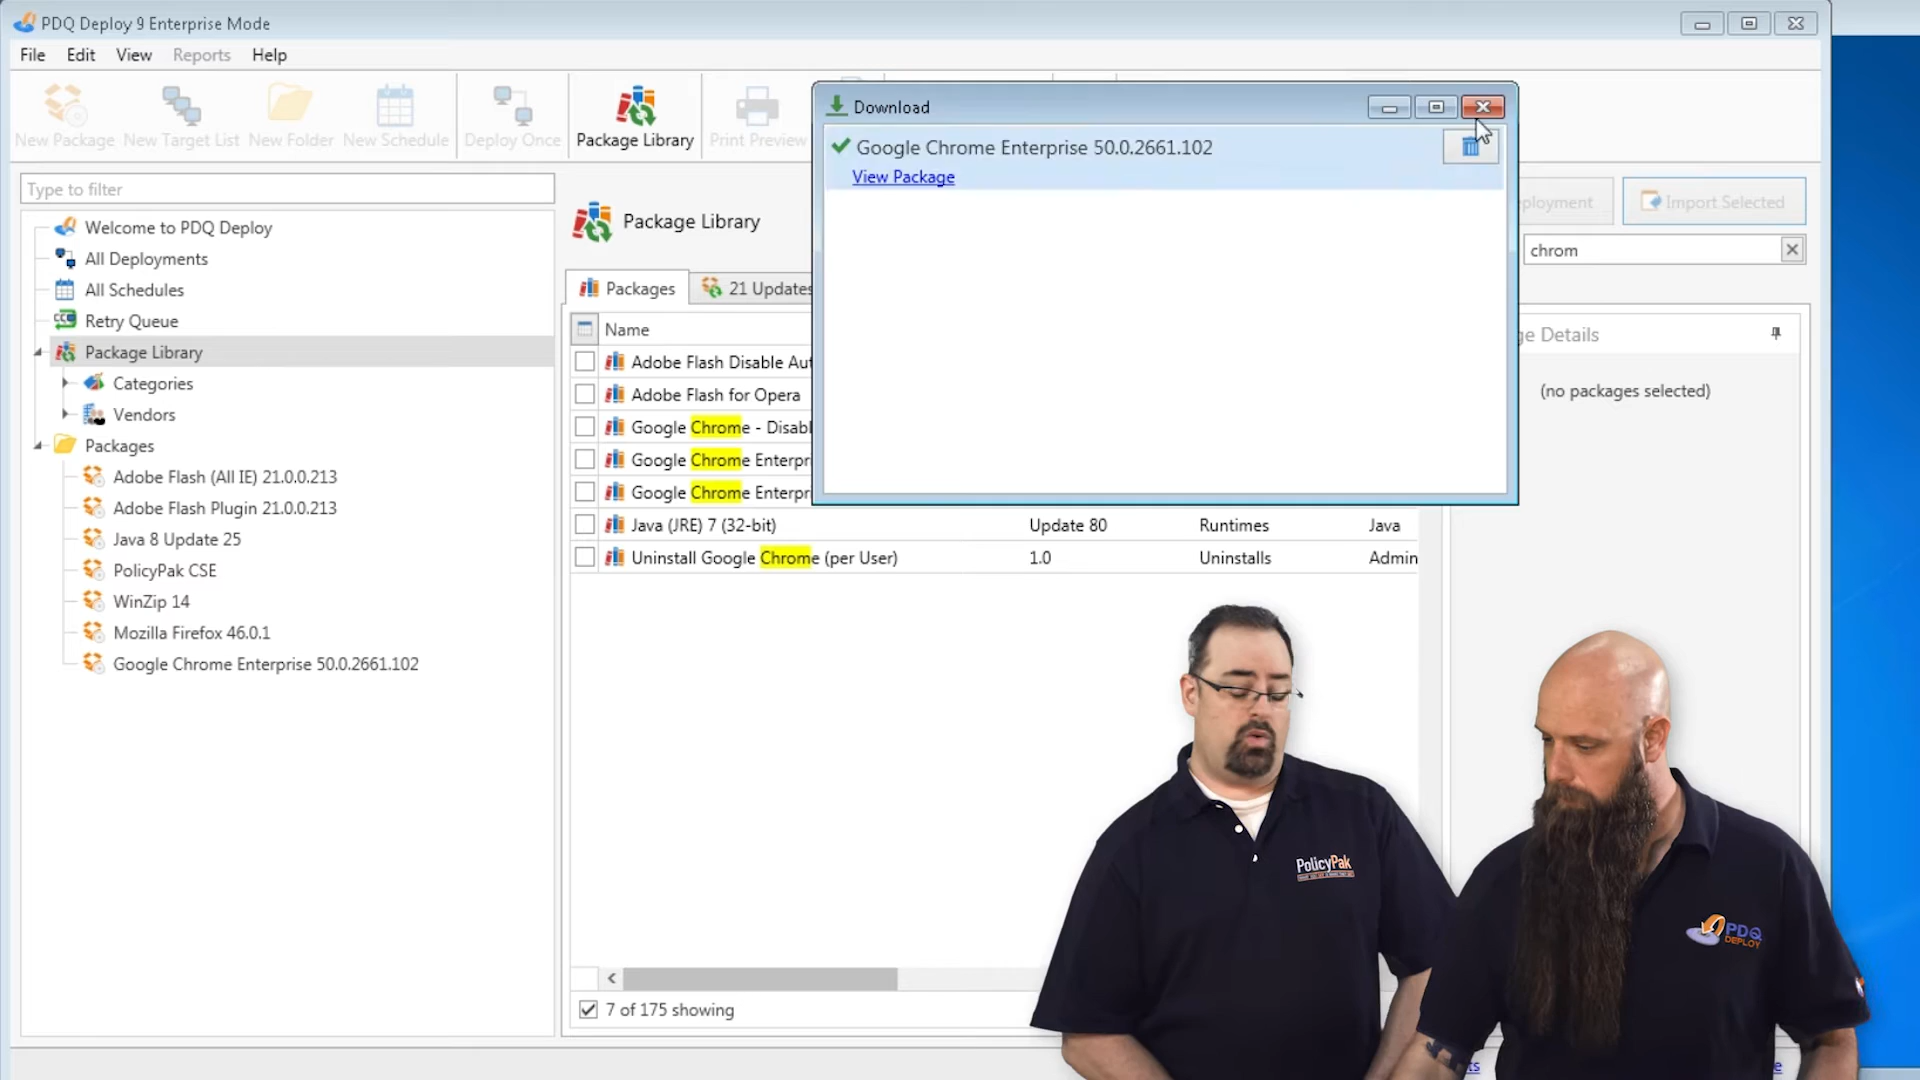 PDQ Deploy 9 Enterprise Mode
File Edit View Reports Help
New Package New Target List New Folder New Schedule Deploy Once Package Library Print Preview
Download
Google Chrome Enterprise 50.0.2661.102
View Package
Type to filter
Welcome to PDQ Deploy
All Deployments
All Schedules
Retry Queue
Package Library
Categories
Vendors
Packages
Adobe Flash (All IE) 21.0.0.213
Adobe Flash Plugin 21.0.0.213
Java 8 Update 25
PolicyPak CSE
WinZip 14
Mozilla Firefox 46.0.1
Google Chrome Enterprise 50.0.2661.102
Package Library
ployment Import Selected
chrom
Packages 21 Updates
Name
Adobe Flash Disable Aut
Adobe Flash for Opera
Google Chrome - Disabl
Google Chrome Enterpr
Google Chrome Enterpr
Java (JRE) 7 (32-bit) Update 80 Runtimes Java
Uninstall Google Chrome (per User) 1.0 Uninstalls Admin
7 of 175 showing
ge Details
(no packages selected)
PolicyPak
PDQ
DEPLOY